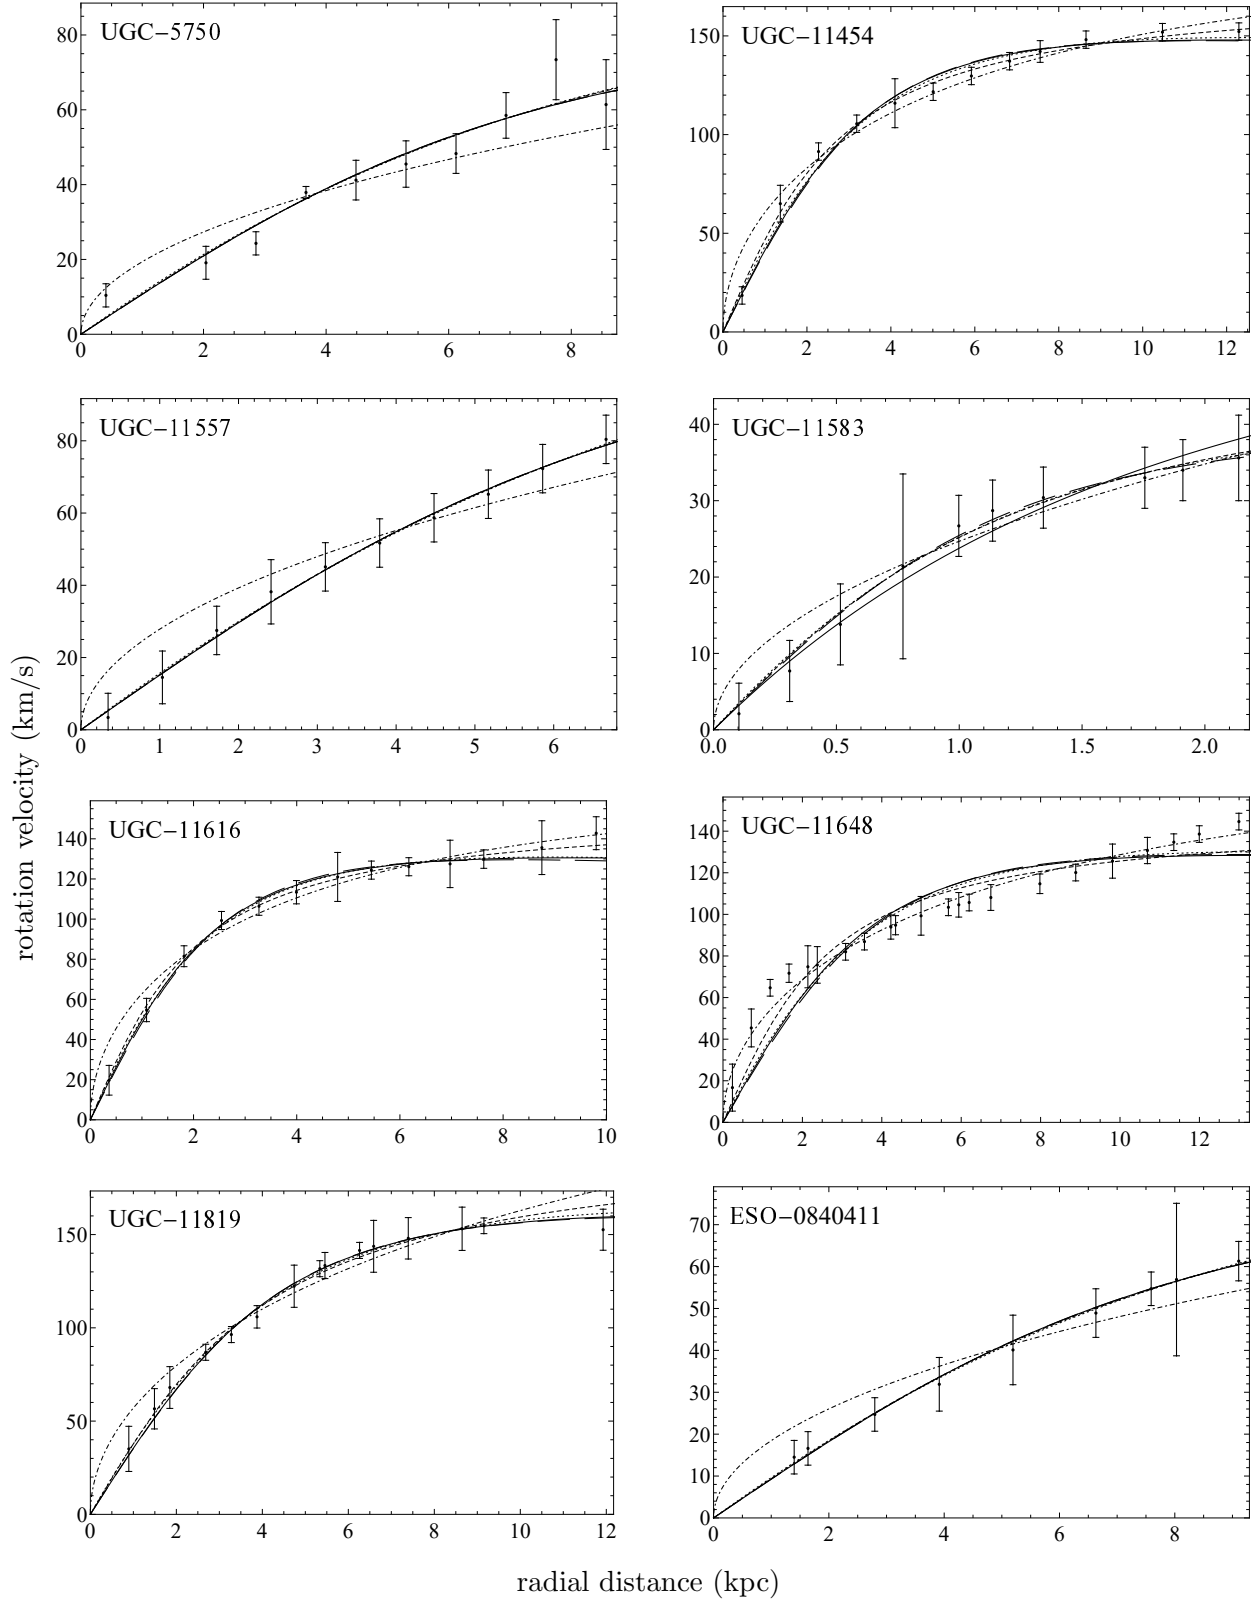 UGC−5750
80
60
40
20
0
0 2 4 6 8
UGC−11454
150
100
50
0
0 2 4 6 8 10 12
UGC−11557
80
60
40
20
0
0 1 2 3 4 5 6
UGC−11583
40
30
20
10
0
0.0 0.5 1.0 1.5 2.0
rotation velocity (km/s)
UGC−11616
140
120
100
80
60
40
20
0
0 2 4 6 8 10
UGC−11648
140
120
100
80
60
40
20
0
0 2 4 6 8 10 12
UGC−11819
150
100
50
0
0 2 4 6 8 10 12
ESO−0840411
70
60
50
40
30
20
10
0
0 2 4 6 8
radial distance (kpc)